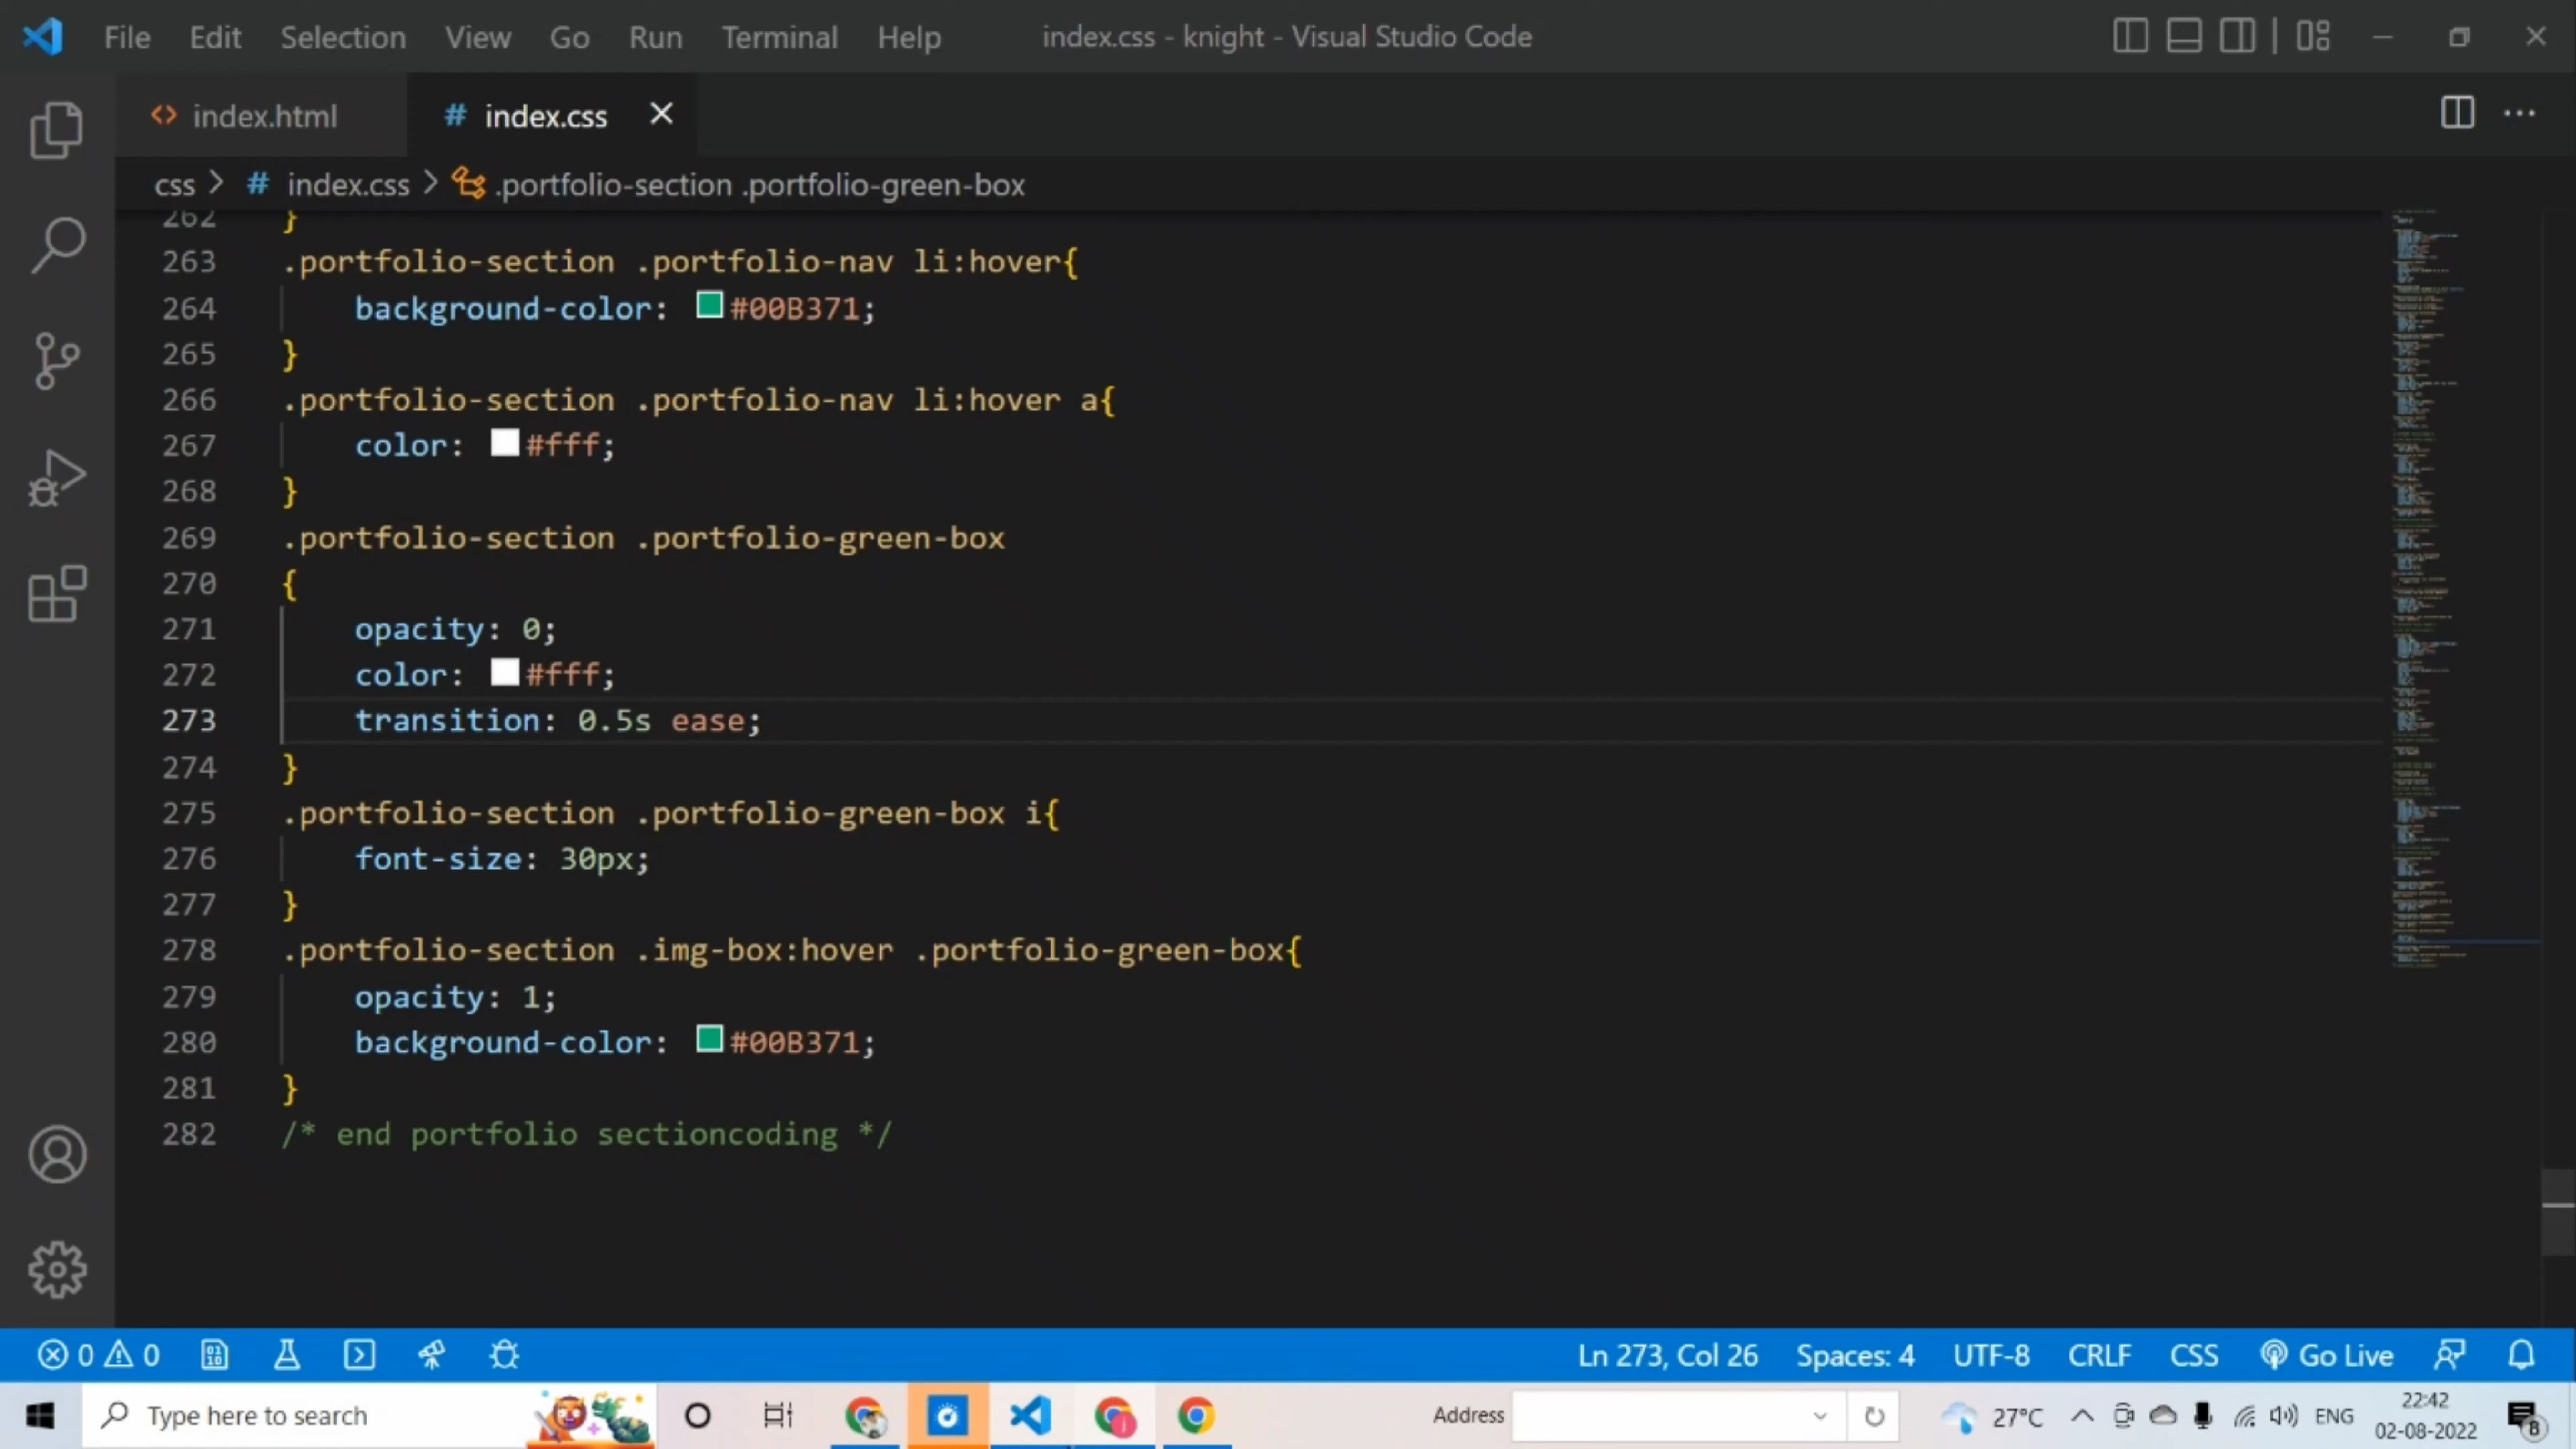 File Edit Selection View Go Run Terminal Help index.css - knight - Visual Studio Code
index.html # index.css
css > # index.css > .portfolio-section .portfolio-green-box
262 }
263 .portfolio-section .portfolio-nav li:hover{
264 background-color: #00B371;
265 }
266 .portfolio-section .portfolio-nav li:hover a{
267 color: #fff;
268 }
269 .portfolio-section .portfolio-green-box
270 {
271 opacity: 0;
272 color: #fff;
273 transition: 0.5s ease;
274 }
275 .portfolio-section .portfolio-green-box i{
276 font-size: 30px;
277 }
278 .portfolio-section .img-box:hover .portfolio-green-box{
279 opacity: 1;
280 background-color: #00B371;
281 }
282 /* end portfolio sectioncoding */
0 0 Ln 273, Col 26 Spaces: 4 UTF-8 CRLF CSS Go Live
Type here to search Address 27°C ENG 22:42
02-08-2022 8